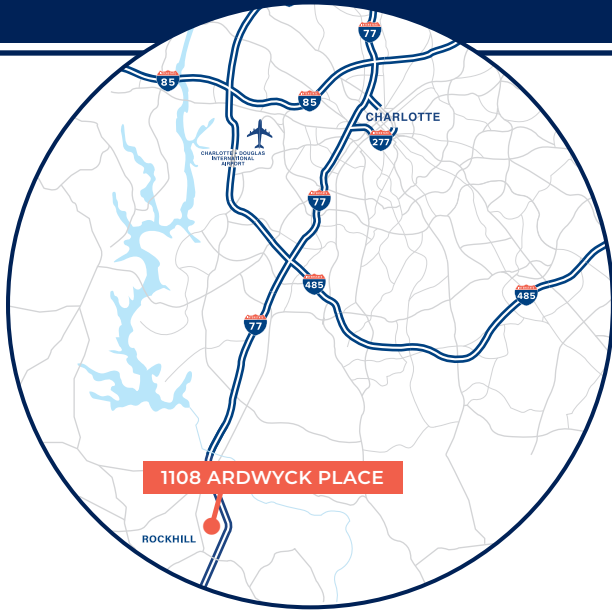 77
85
85
CHARLOTTE
277
CHARLOTTE - DOUGLAS
INTERNATIONAL
AIRPORT
77
485
485
77
1108 ARDWYCK PLACE
ROCKHILL